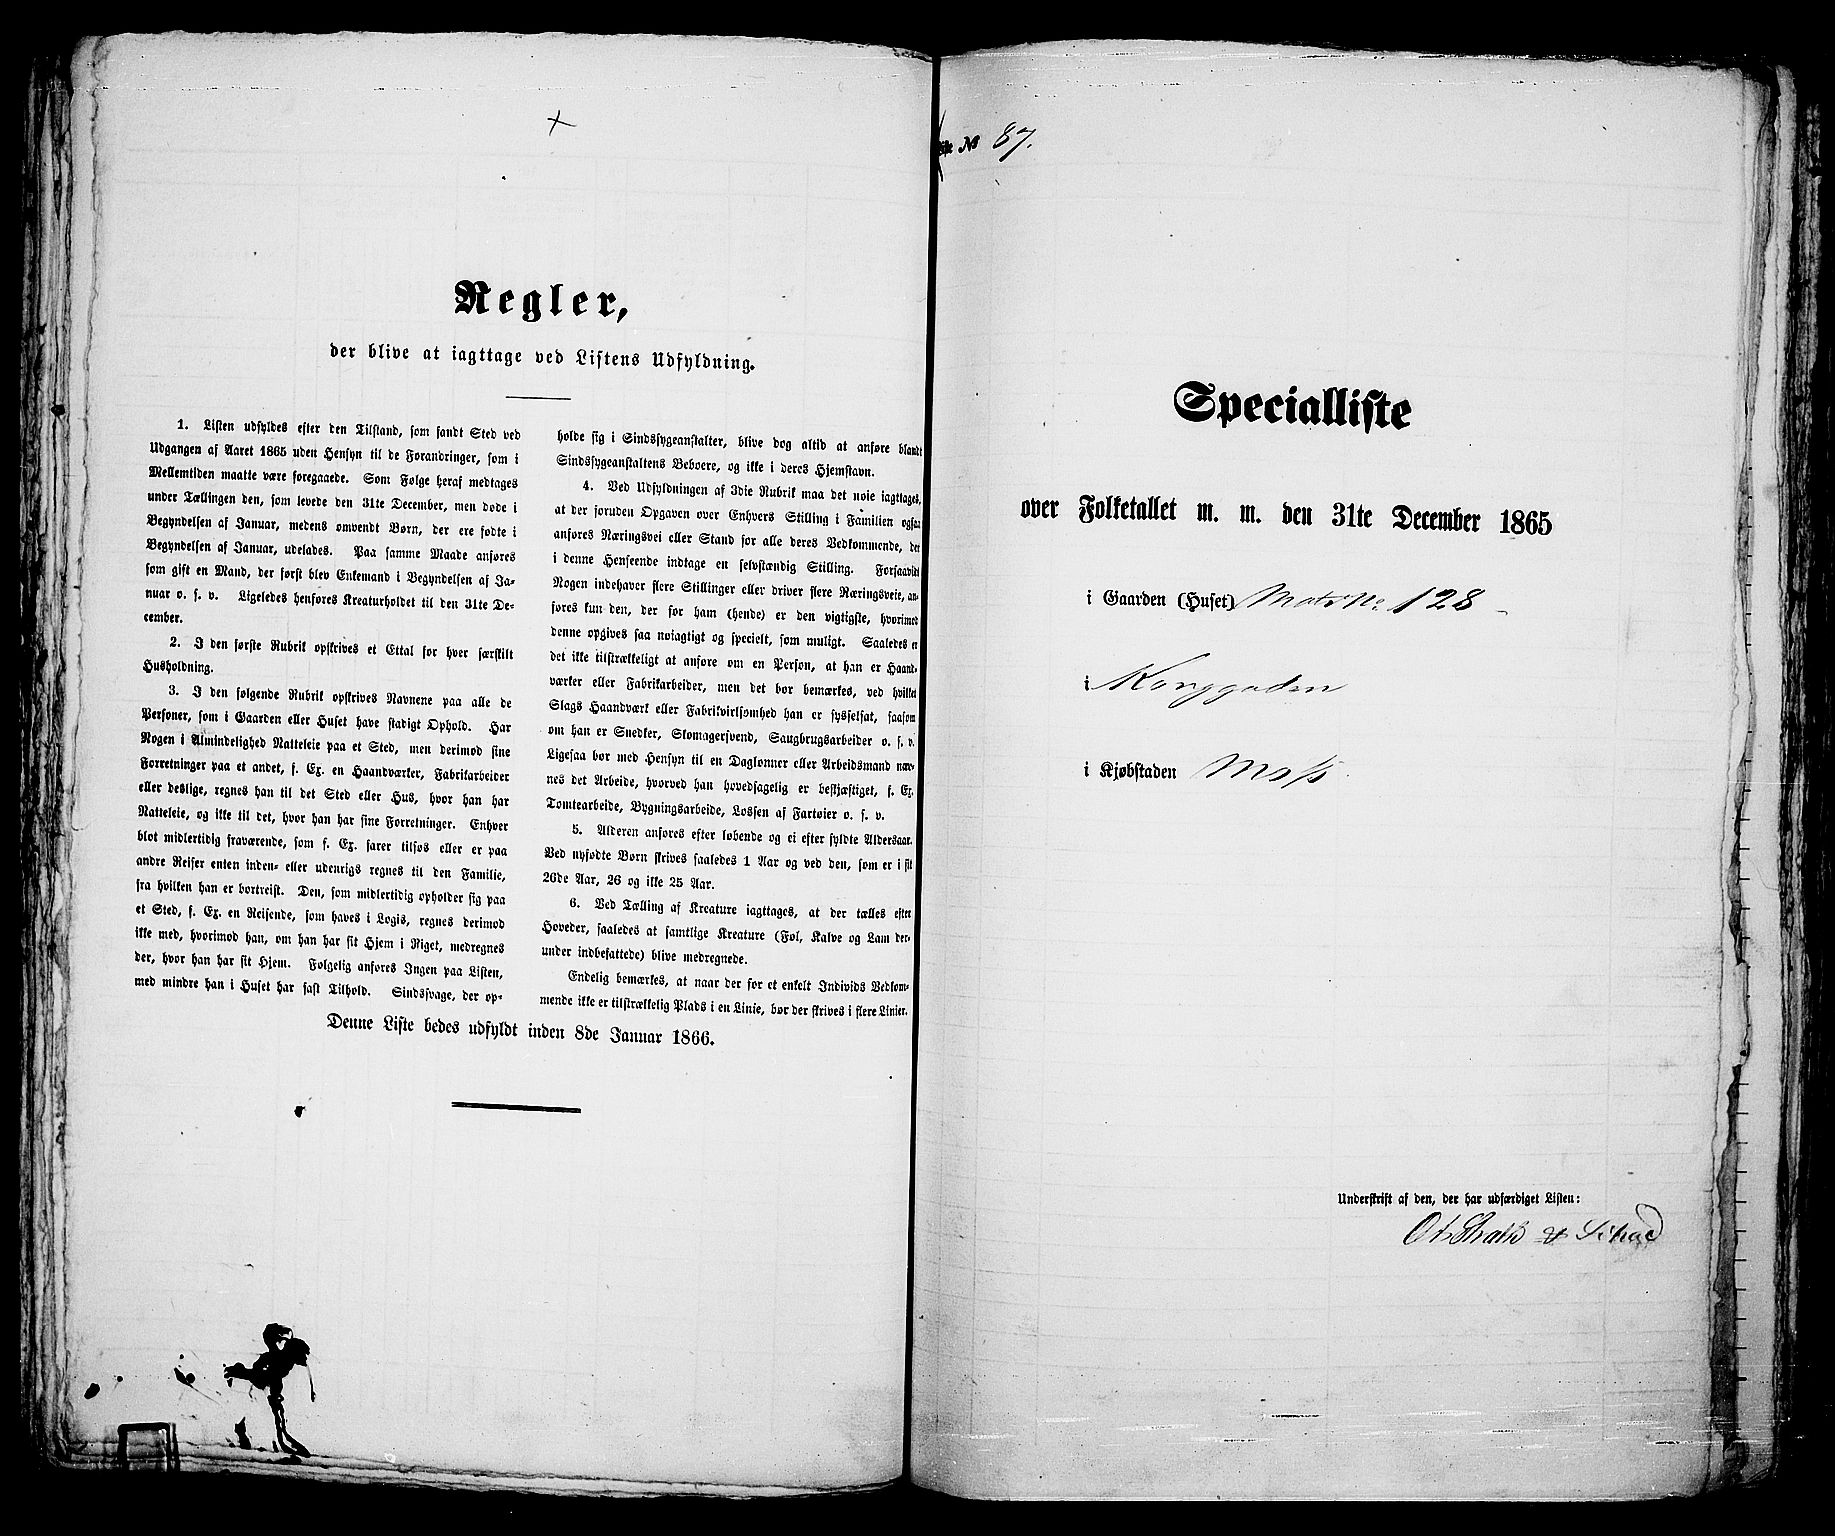 Regler,
der blive at iagttage ved Listens Udfyldning.
1. Listen udfyldes efter den Tilstand, som fandt Sted ved
Udgangen af Aaret 1865 uden Hensyn til de Forandringer, som i
Mellemtiden maatte være foregaaede. Som Følge heraf medtages
under Tællingen den, som levede den 31te December, men døde i
Begyndelsen af Januar, medens omvendt Børn, der ere fødte i
Begyndelsen af Januar, udelades. Paa samme Maade anføres
som gift en Mand, der først blev Enkemand i Begyndelsen af Ja-
nuar o. s. v. Ligeledes henføres Kreaturholdet til den 31te De-
cember.
2. I den første Rubrik opskrives et Ettal for hver særskilt
Husholdning.
3. I den følgende Rubrik opskrives Navnene paa alle de
Personer, som i Gaarden eller Huset have stadigt Ophold. Har
Nogen i Almindelighed Natteleie paa et Sted, men derimod sine
Forretninger paa et andet, f. Ex. en Haandværker, Fabrikarbeider
eller deslige, regnes han til det Sted eller Hus, hvor han har
Natteleie, og ikke til det, hvor han har sine Forretninger. Enhver
blot midlertidig fraværende, som f. Ex. farer tilsøs eller er paa
andre Reiser enten inden- eller udenrigs regnes til den Familie,
fra hvilken han er bortreist. Den, som midlertidig opholder sig paa
et Sted, f. Ex. en Reisende, som haves i Logis, regnes derimod
ikke med, hvorimod han, om han har sit Hjem i Riget, medregnes
der, hvor han har sit Hjem. Følgelig anføres Ingen paa Listen,
med mindre han i Huset har fast Tilhold. Sindssvage, der op-
holde sig i Sindssygeanstalter, blive dog altid at anføre blandt
Sindssygeanstaltens Beboere, og ikke i deres Hjemstavn.
4. Ved Udfyldningen af 3die Rubrik maa det nøie iagttages,
at der foruden Opgaven over Enhvers Stilling i Familien ogsaa
anføres Næringsvei eller Stand for alle deres Vedkommende, der
i denne Henseende indtage en selvstændig Stilling. Forsaavidt
Nogen indehaver flere Stillinger eller driver flere Næringsveie, an-
føres kun den, der for ham (hende) er den vigtigste, hvorimod
denne opgives saa nøiagtigt og specielt, som muligt. Saaledes er
det ikke tilstrækkeligt at anføre om en Person, at han er Haand-
værker eller Fabrikarbeider, men det bør bemærkes, ved hvilket
Slags Haandværk eller Fabrikvirksomhed han er sysselsat, saasom
om han er Snedker, Skomagersvend, Saugbrugsarbeider o. s. v.
Ligesaa bør med Hensyn til en Dagløner eller Arbeidsmand næv-
nes det Arbeide, hvorved han hovedsagelig er beskjæftiget, f. Ex.
Tomtearbeide, Bygningsarbeide, Lossen af Fartøier o. s. v.
5. Alderen anføres efter løbende og ei efter fyldte Aldersaar.
Ved nyfødte Børn skrives saaledes 1 Aar og ved den, som er i sit
26de Aar, 26 og ikke 25 Aar.
6. Ved Tælling af Kreature iagttages, at der tælles efter
Hoveder, saaledes at samtlige Kreature (Føl, Kalve og Lam der-
under indbefattede) blive medregnede.
Endelig bemærkes, at naar der for et enkelt Individs Vedkom-
mende ikke er tilstrækkelig Plads i en Linie, bør der skrives i flere Linier.
Denne Liste bedes udfyldt inden 8de Januar 1866.
№ 87.
Specialliste
over Folketallet m. m. den 31te December 1865
i Gaarden (Huset) Matr No 128
i Kongegaden
i Kjøbstaden Moss
Underskrift af den, der har udfærdiget Listen: